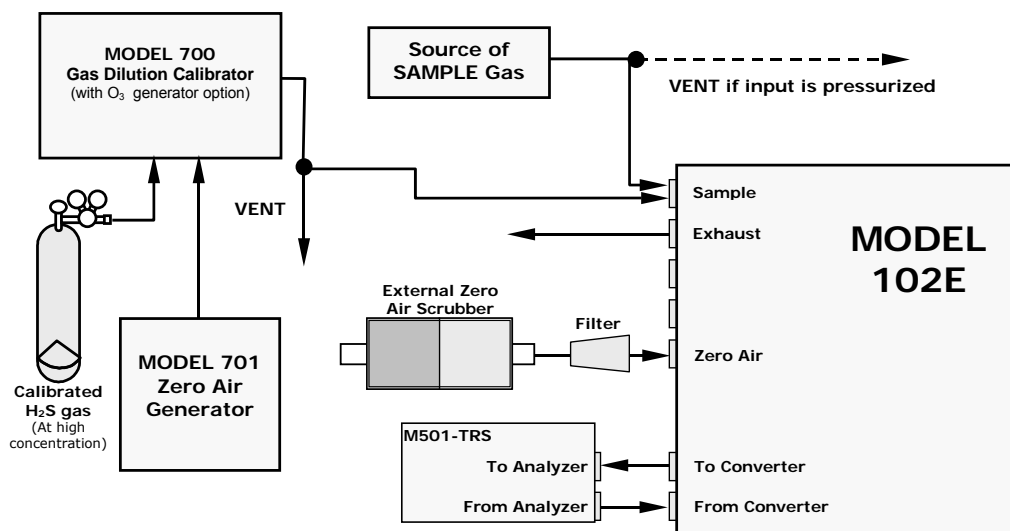 MODEL 700
Gas Dilution Calibrator
(with O₃ generator option)
Source of
SAMPLE Gas
VENT if input is pressurized
VENT
Sample
Exhaust
MODEL
102E
External Zero
Air Scrubber
Filter
Zero Air
MODEL 701
Zero Air
Generator
Calibrated
H₂S gas
(At high
concentration)
M501-TRS
To Analyzer
From Analyzer
To Converter
From Converter